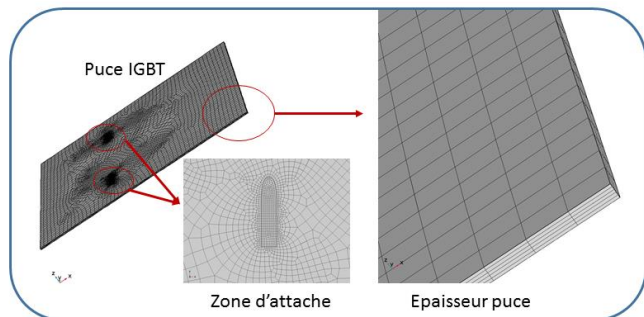 Puce IGBT
Zone d'attache
Epaisseur puce
z
y
x